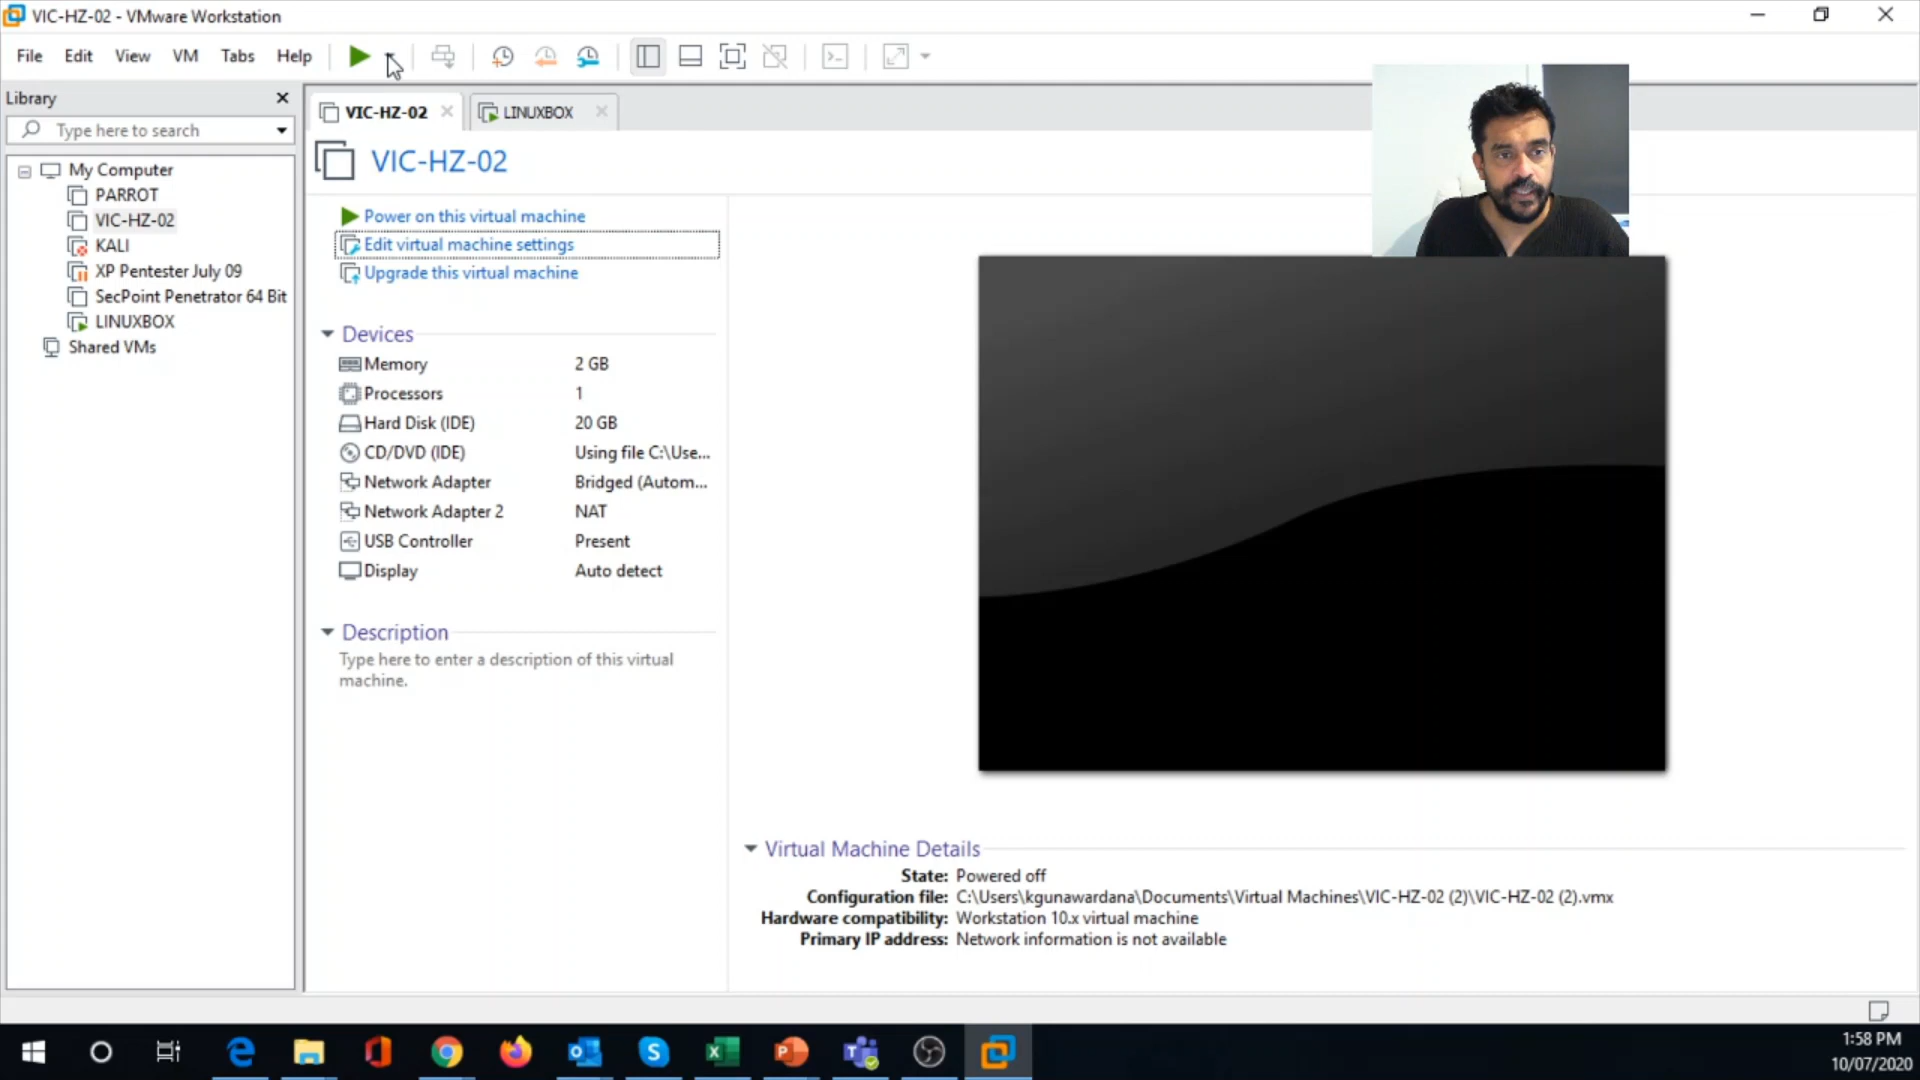 VIC-HZ-02 - VMware Workstation
File Edit View VM Tabs Help
Library
Type here to search
My Computer
PARROT
VIC-HZ-02
KALI
XP Pentester July 09
SecPoint Penetrator 64 Bit
LINUXBOX
Shared VMs
VIC-HZ-02 LINUXBOX
VIC-HZ-02
Power on this virtual machine
Edit virtual machine settings
Upgrade this virtual machine
Devices
Memory 2 GB
Processors 1
Hard Disk (IDE) 20 GB
CD/DVD (IDE) Using file C:\Use...
Network Adapter Bridged (Autom...
Network Adapter 2 NAT
USB Controller Present
Display Auto detect
Description
Type here to enter a description of this virtual
machine.
Virtual Machine Details
State: Powered off
Configuration file: C:\Users\kgunawardana\Documents\Virtual Machines\VIC-HZ-02 (2)\VIC-HZ-02 (2).vmx
Hardware compatibility: Workstation 10.x virtual machine
Primary IP address: Network information is not available
1:58 PM
10/07/2020